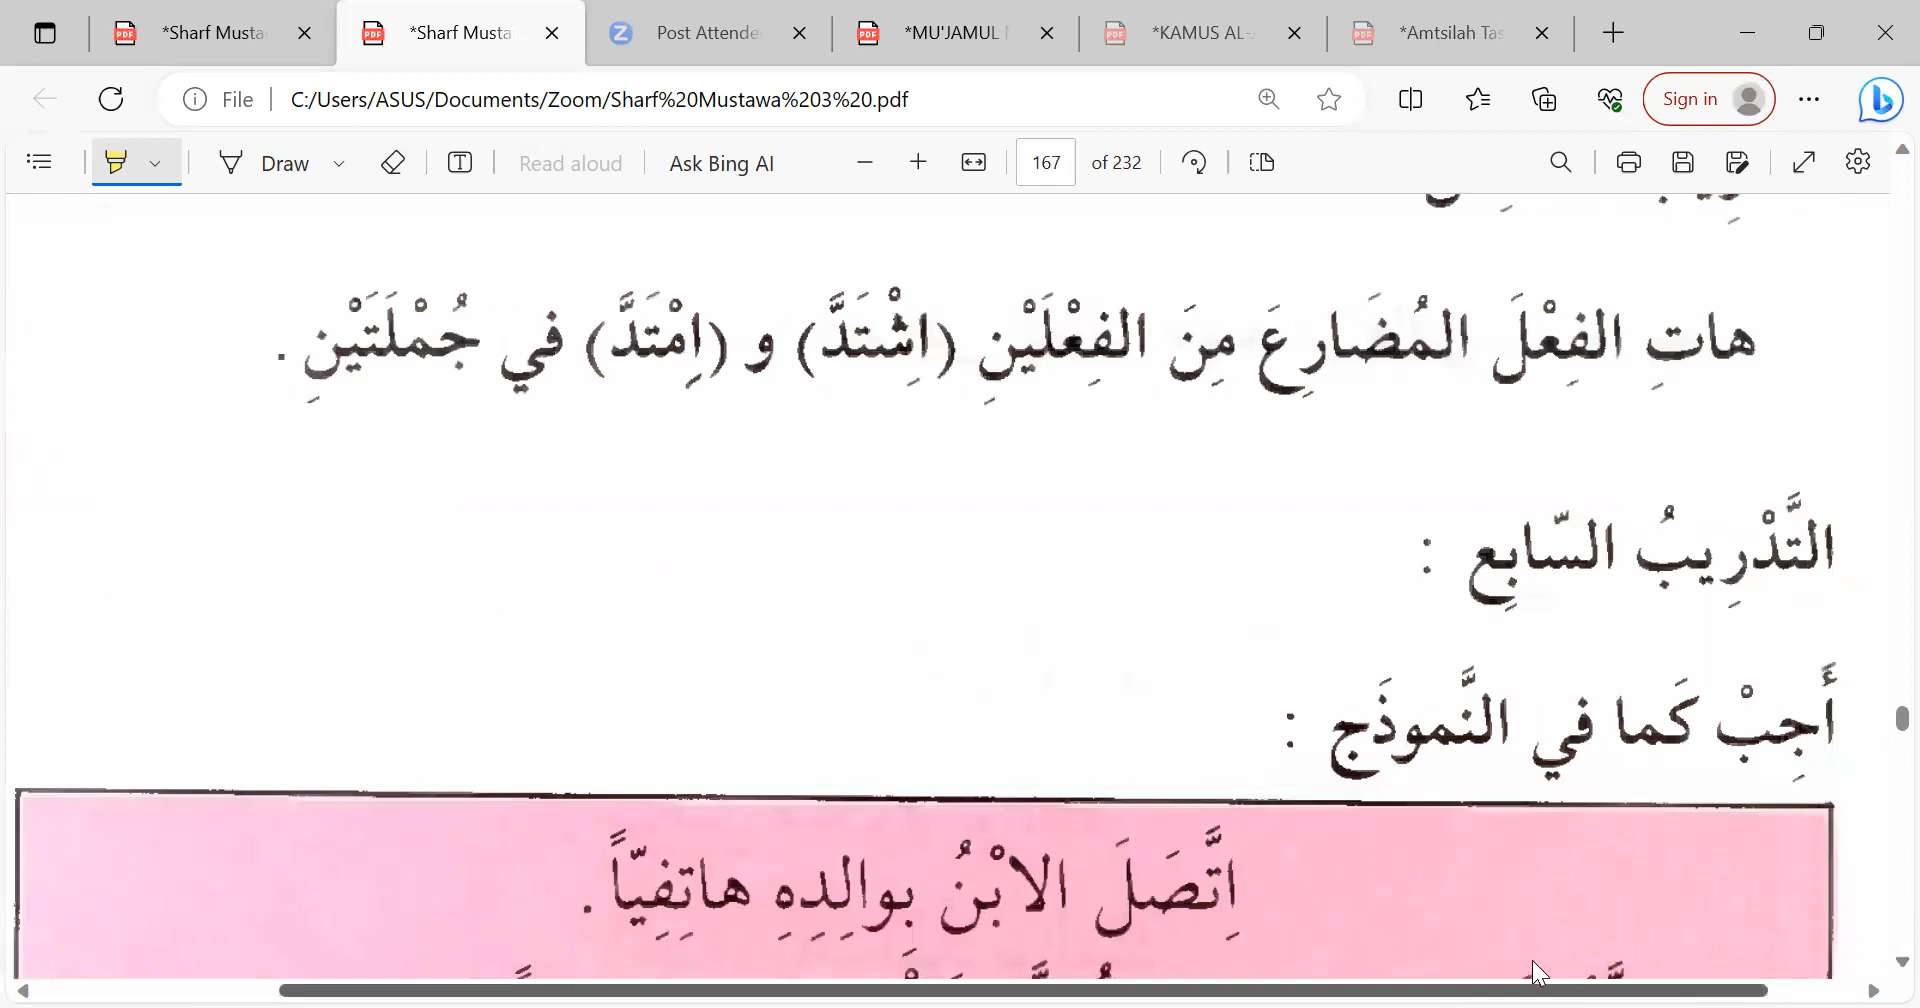 *Sharf Musta
*Sharf Musta
Post Attende
*MU'JAMUL
*KAMUS AL-
*Amtsilah Tas
File
C:/Users/ASUS/Documents/Zoom/Sharf%20Mustawa%203%20.pdf
Sign in
Draw
Read aloud
Ask Bing AI
167 of 232
هاتِ الفِعْلَ المُضَارِعَ مِنَ الفِعْلَيْنِ (اِشْتَدَّ) و (اِمْتَدَّ) في جُمْلَتَيْنِ .
التَّدْرِيبُ السّابِع :
أَجِبْ كَما في النَّموذَج :
اِتَّصَلَ الابْنُ بِوالِدِهِ هاتِفِيّاً .